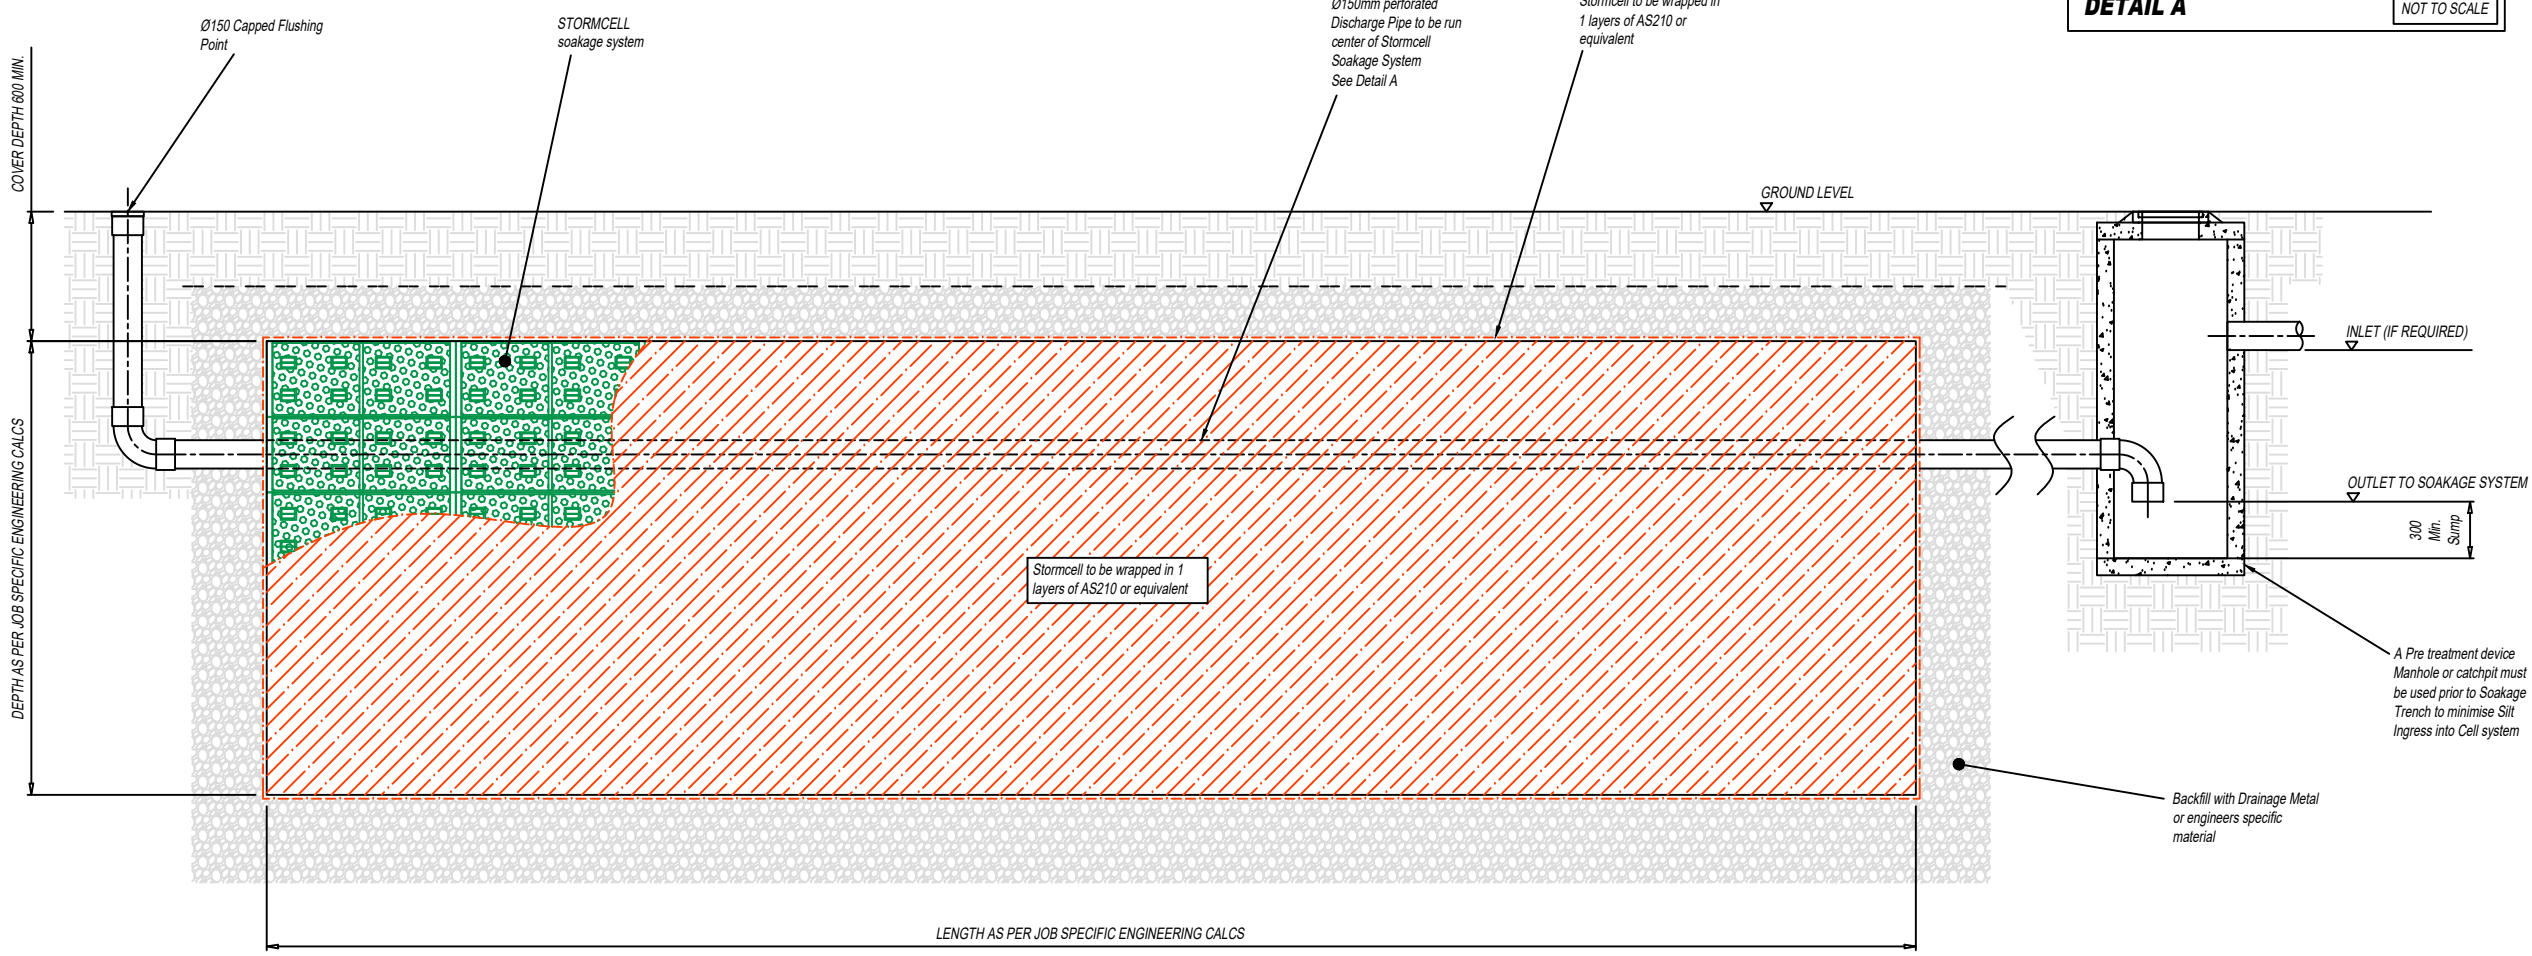 Ø150 Capped Flushing
Point
STORMCELL
soakage system
Ø150mm perforated
Discharge Pipe to be run
center of Stormcell
Soakage System
See Detail A
Stormcell to be wrapped in
1 layers of AS210 or
equivalent
DETAIL A
NOT TO SCALE
COVER DEPTH 600 MIN.
GROUND LEVEL
INLET (IF REQUIRED)
OUTLET TO SOAKAGE SYSTEM
300
Min.
Sump
DEPTH AS PER JOB SPECIFIC ENGINEERING CALCS
Stormcell to be wrapped in 1
layers of AS210 or equivalent
A Pre treatment device
Manhole or catchpit must
be used prior to Soakage
Trench to minimise Silt
Ingress into Cell system
Backfill with Drainage Metal
or engineers specific
material
LENGTH AS PER JOB SPECIFIC ENGINEERING CALCS